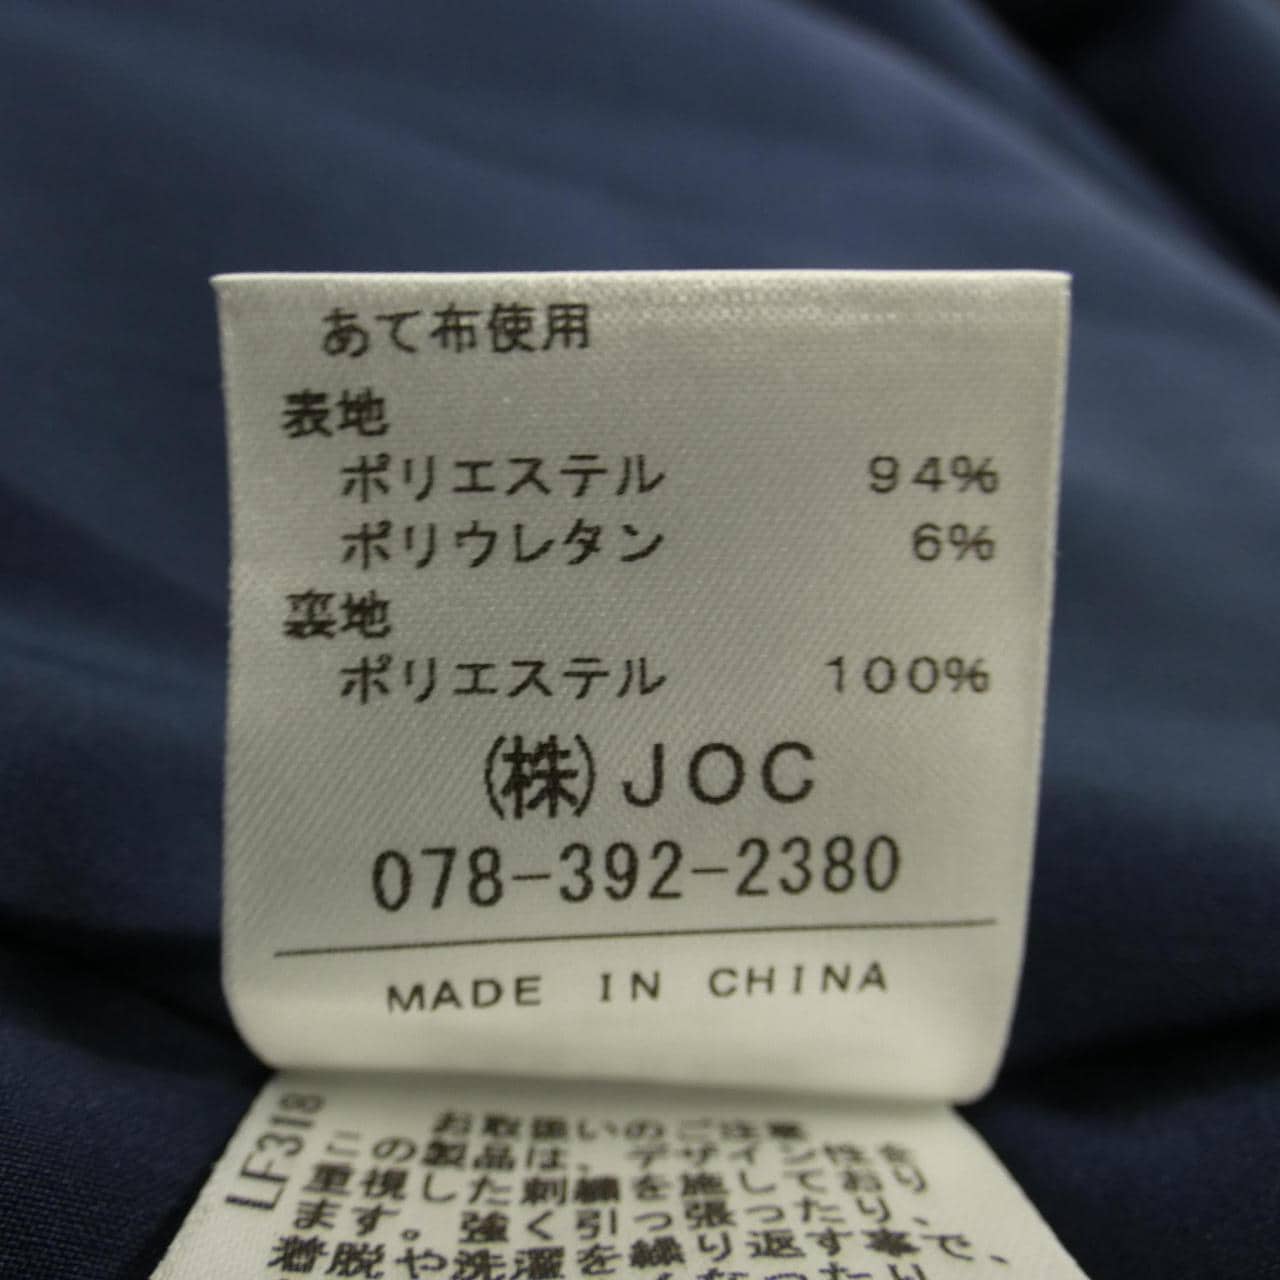 あて布使用
表地
ポリエステル 94%
ポリウレタン 6%
裏地
ポリエステル 100%
(株)JOC
078-392-2380
MADE IN CHINA
LF318
お取扱いのご注意
この製品は、デザイン性
重視した刺繍を施しており、
ます。強く引っ張ったり、
着脱や洗濯を繰り返す事で、